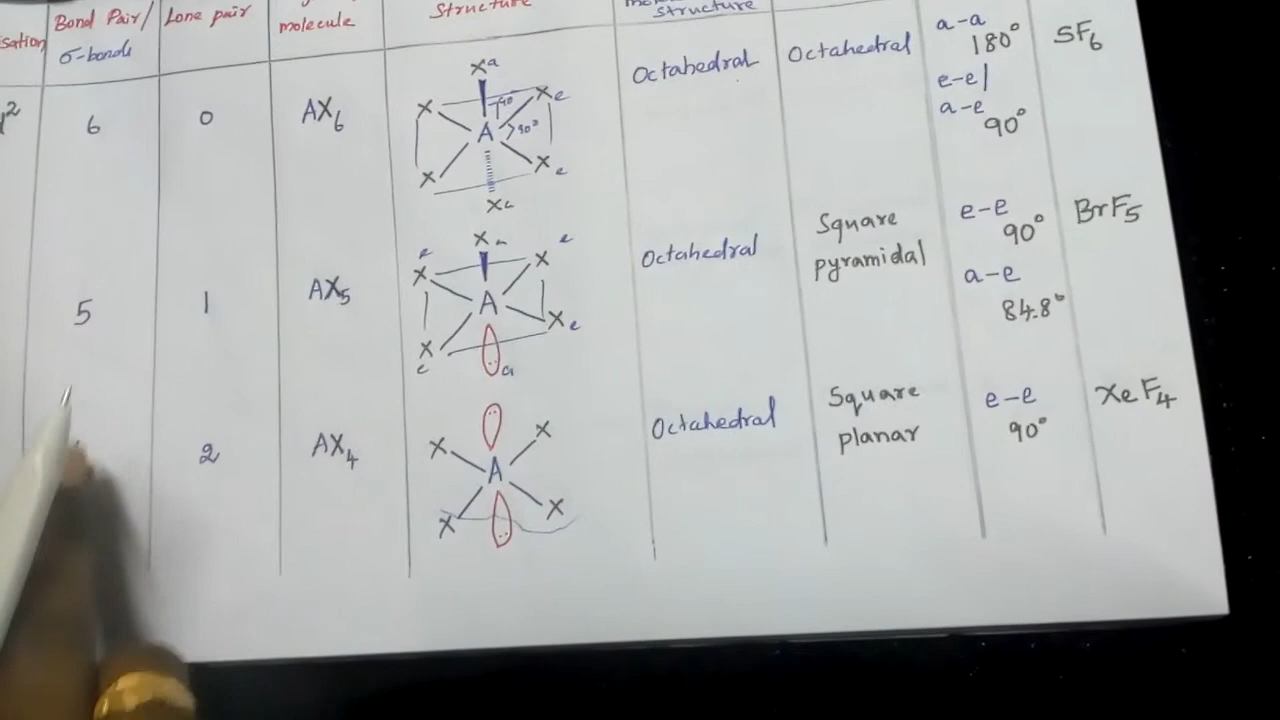 Bond Pair/
σ-bonds
Lone pair
molecule
Structure
structure
6
0
AX₆
Xa
X
Xe
90
A
90°
X
Xe
Octahedral
Octahedral
a-a
180°
e-e/
a-e
90°
SF₆
5
1
AX₅
e
e
X
X
A
X
Xe
a
Octahedral
Square
pyramidal
e-e
90°
a-e
84.8°
BrF₅
2
AX₄
X
X
A
X
X
Octahedral
Square
planar
e-e
90°
XeF₄